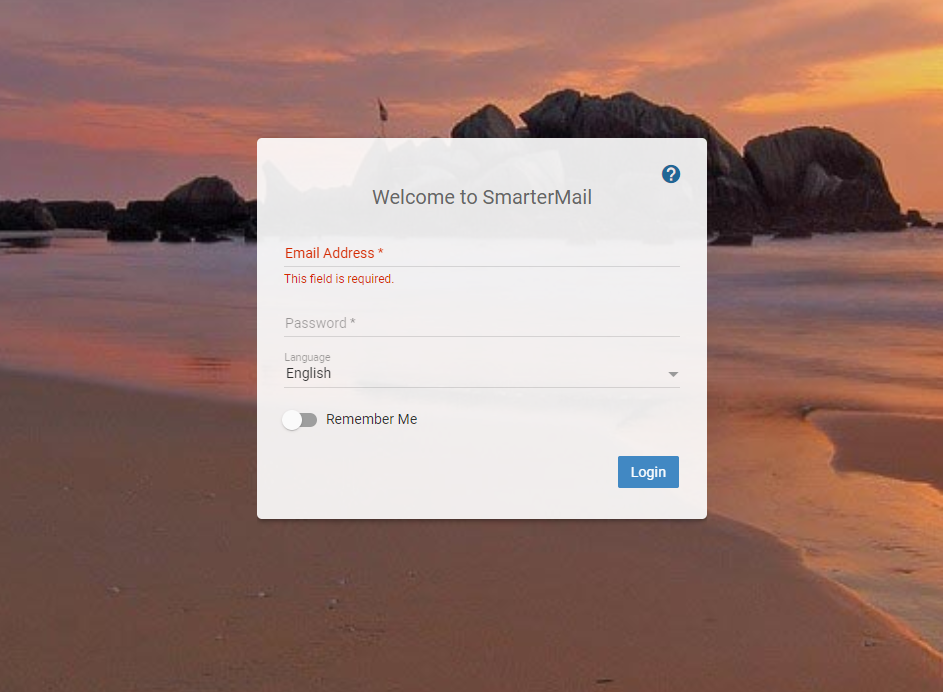 ?
Welcome to SmarterMail
Email Address *
This field is required.
Password *
Language
English
Remember Me
Login